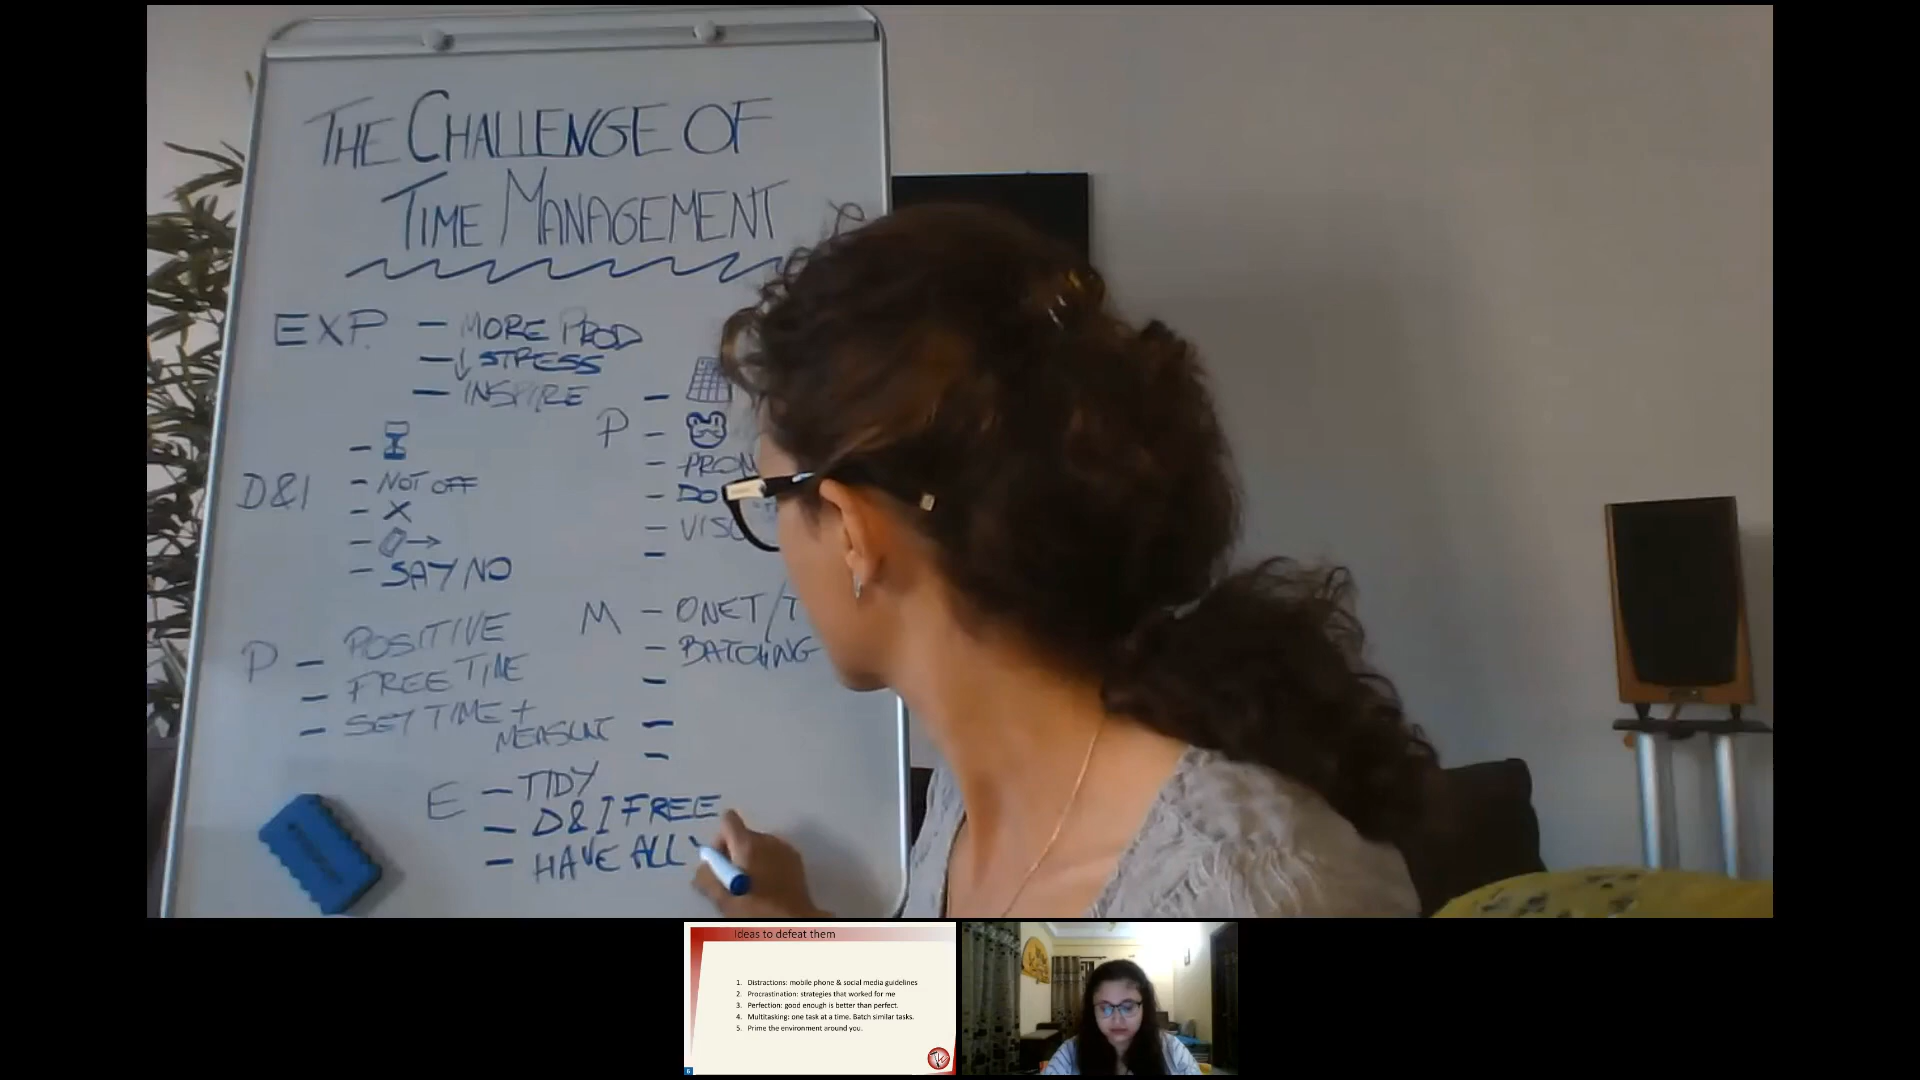 THE CHALLENGE OF
TIME MANAGEMENT
EXP. - MORE PROD
- ↓ STRESS
- INSPIRE
D&I
- NOT OFF
- X
- SAY NO
P - POSITIVE
- FREE TIME
- SET TIME +
MEASURE
E - TIDY
- D&I FREE
- HAVE ALL
P
- PROM
- DO
- VISU
M - ONE T/T
- BATCHING
Ideas to defeat them
1. Distractions: mobile phone & social media guidelines
2. Procrastination: strategies that worked for me
3. Perfection: good enough is better than perfect.
4. Multitasking: one task at a time. Batch similar tasks.
5. Prime the environment around you.